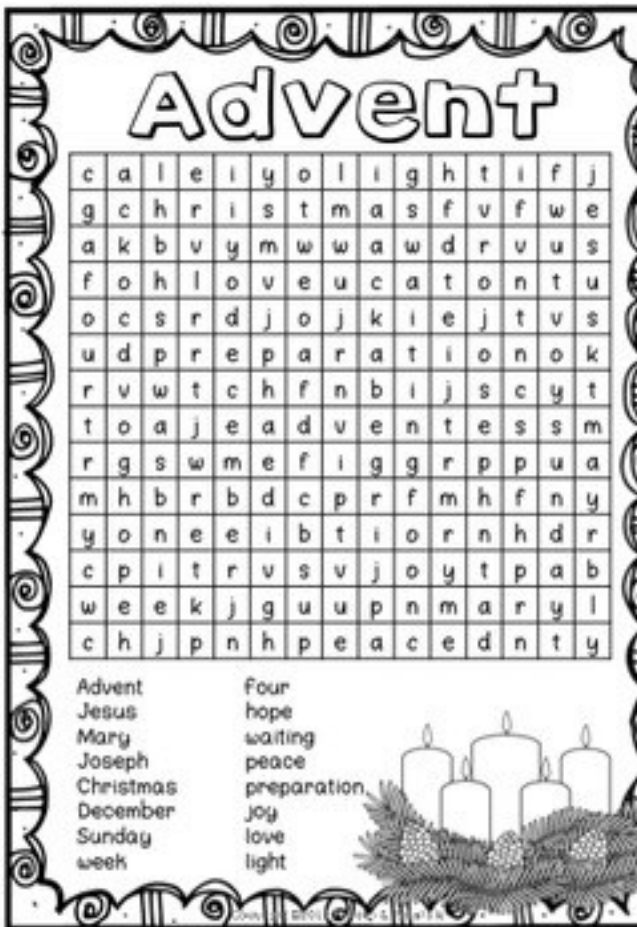 Advent
c a l e i y o l i g h t i f j
g c h r i s t m a s f v f w e
a k b v y m w w a w d r v u s
f o h l o v e u c a t o n t u
o c s r d j o j k i e j t v s
u d p r e p a r a t i o n o k
r v w t c h f n b i j s c y t
t o a j e a d v e n t e s s m
r g s w m e f i g g r p p u a
m h b r b d c p r f m h f n y
y o n e e i b t i o r n h d r
c p i t r v s v j o y t p a b
w e e k j g u u p n m a r y l
c h j p n h p e a c e d n t y
Advent four
Jesus hope
Mary waiting
Joseph peace
Christmas preparation
December joy
Sunday love
week light